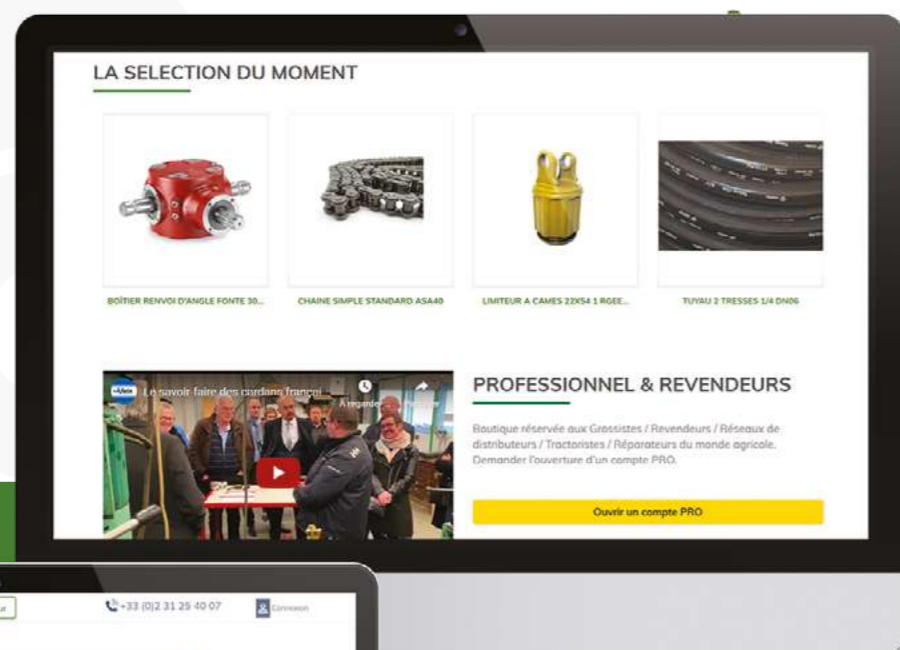 LA SELECTION DU MOMENT
BOÎTIER RENVOI D'ANGLE FONTE 30...
CHAINE SIMPLE STANDARD ASA40
LIMITEUR A CAMES 22X54 1 RGEE...
TUYAU 2 TRESSES 1/4 DN06
Le savoir faire des cardans françai...
À regarder
PROFESSIONNEL & REVENDEURS
Boutique réservée aux Grossistes / Revendeurs / Réseaux de
distributeurs / Tractoristes / Réparateurs du monde agricole.
Demander l'ouverture d'un compte PRO.
Ouvrir un compte PRO
+33 (0)2 31 25 40 07
Connexion